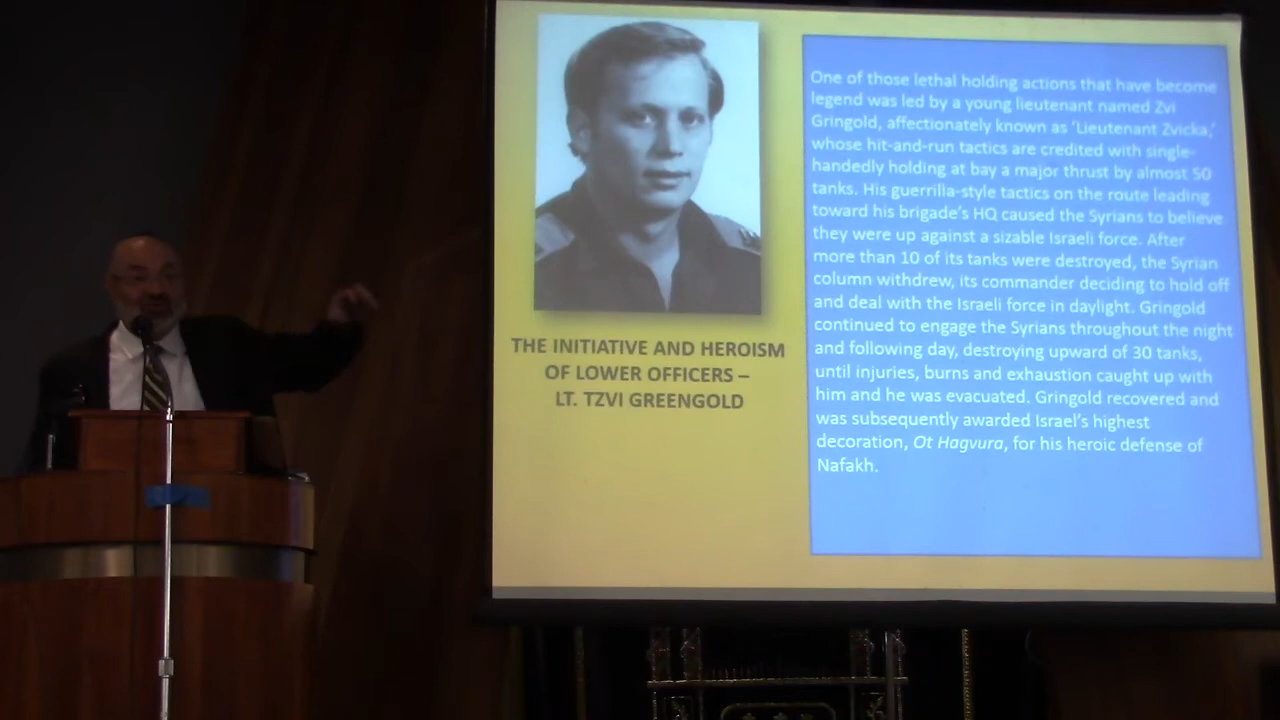 THE INITIATIVE AND HEROISM
OF LOWER OFFICERS –
LT. TZVI GREENGOLD
One of those lethal holding actions that have become
legend was led by a young lieutenant named Zvi
Gringold, affectionately known as ‘Lieutenant Zvicka,’
whose hit-and-run tactics are credited with single-
handedly holding at bay a major thrust by almost 50
tanks. His guerrilla-style tactics on the route leading
toward his brigade’s HQ caused the Syrians to believe
they were up against a sizable Israeli force. After
more than 10 of its tanks were destroyed, the Syrian
column withdrew, its commander deciding to hold off
and deal with the Israeli force in daylight. Gringold
continued to engage the Syrians throughout the night
and following day, destroying upward of 30 tanks,
until injuries, burns and exhaustion caught up with
him and he was evacuated. Gringold recovered and
was subsequently awarded Israel’s highest
decoration, Ot Hagvura, for his heroic defense of
Nafakh.